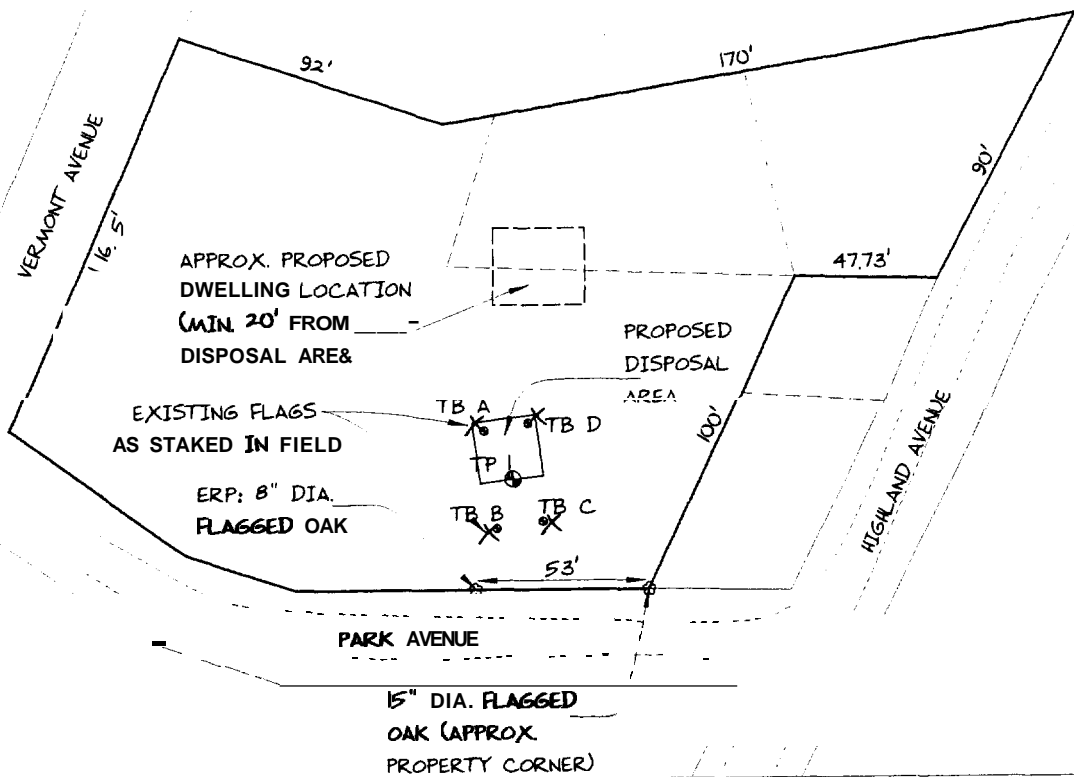 92'
170'
VERMONT AVENUE
116.5'
90'
47.73'
APPROX. PROPOSED
DWELLING LOCATION
(MIN. 20' FROM
DISPOSAL ARE&
PROPOSED
DISPOSAL
AREA
100'
HIGHLAND AVENUE
EXISTING FLAGS
AS STAKED IN FIELD
TB A
TB D
TP 1
ERP: 8" DIA.
FLAGGED OAK
TB B
TB C
53'
PARK AVENUE
15" DIA. FLAGGED
OAK (APPROX.
PROPERTY CORNER)